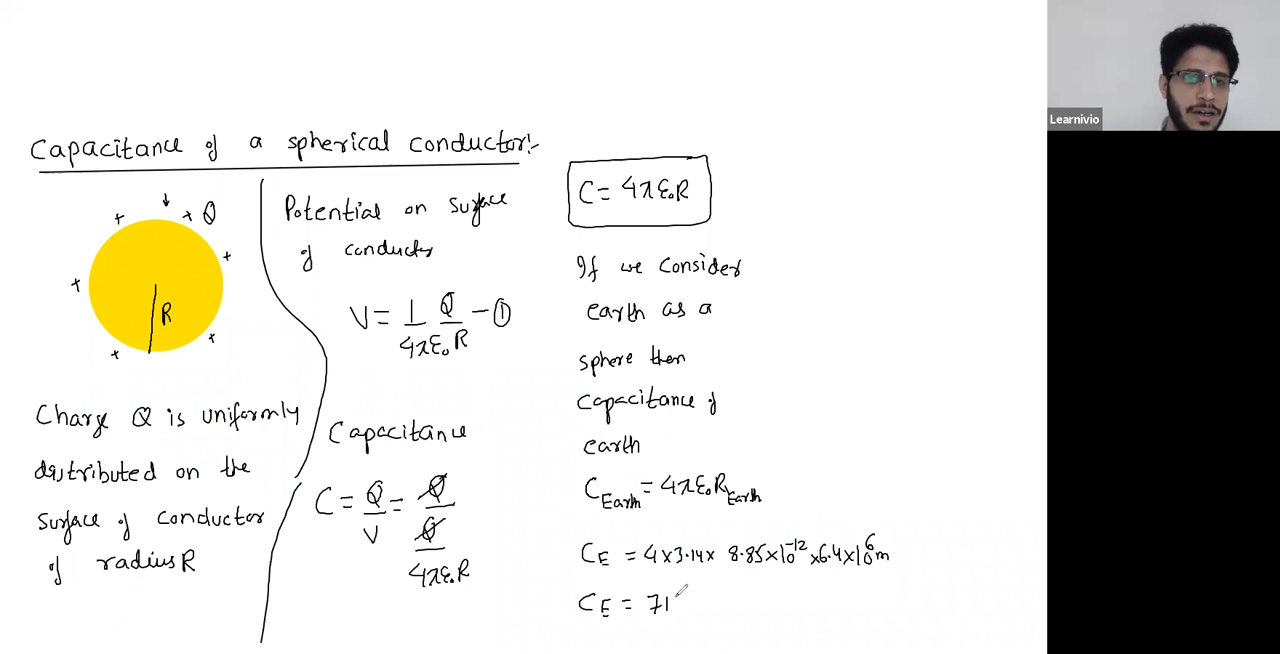 Capacitance of a spherical conductor:-
+ + Q
+ +
R
+ +
Charge Q is uniformly
distributed on the
surface of conductor
of radius R
Potential on surface
of conductor
V = 1/4πε₀ Q/R - ①
Capacitance
C = Q/V = Q/(Q/4πε₀R)
C = 4πε₀R
If we consider
earth as a
sphere then
capacitance of
earth
C_Earth = 4πε₀R_Earth
C_E = 4 × 3.14 × 8.85 × 10⁻¹² × 6.4 × 10⁶ m
C_E = 71
Learnivio